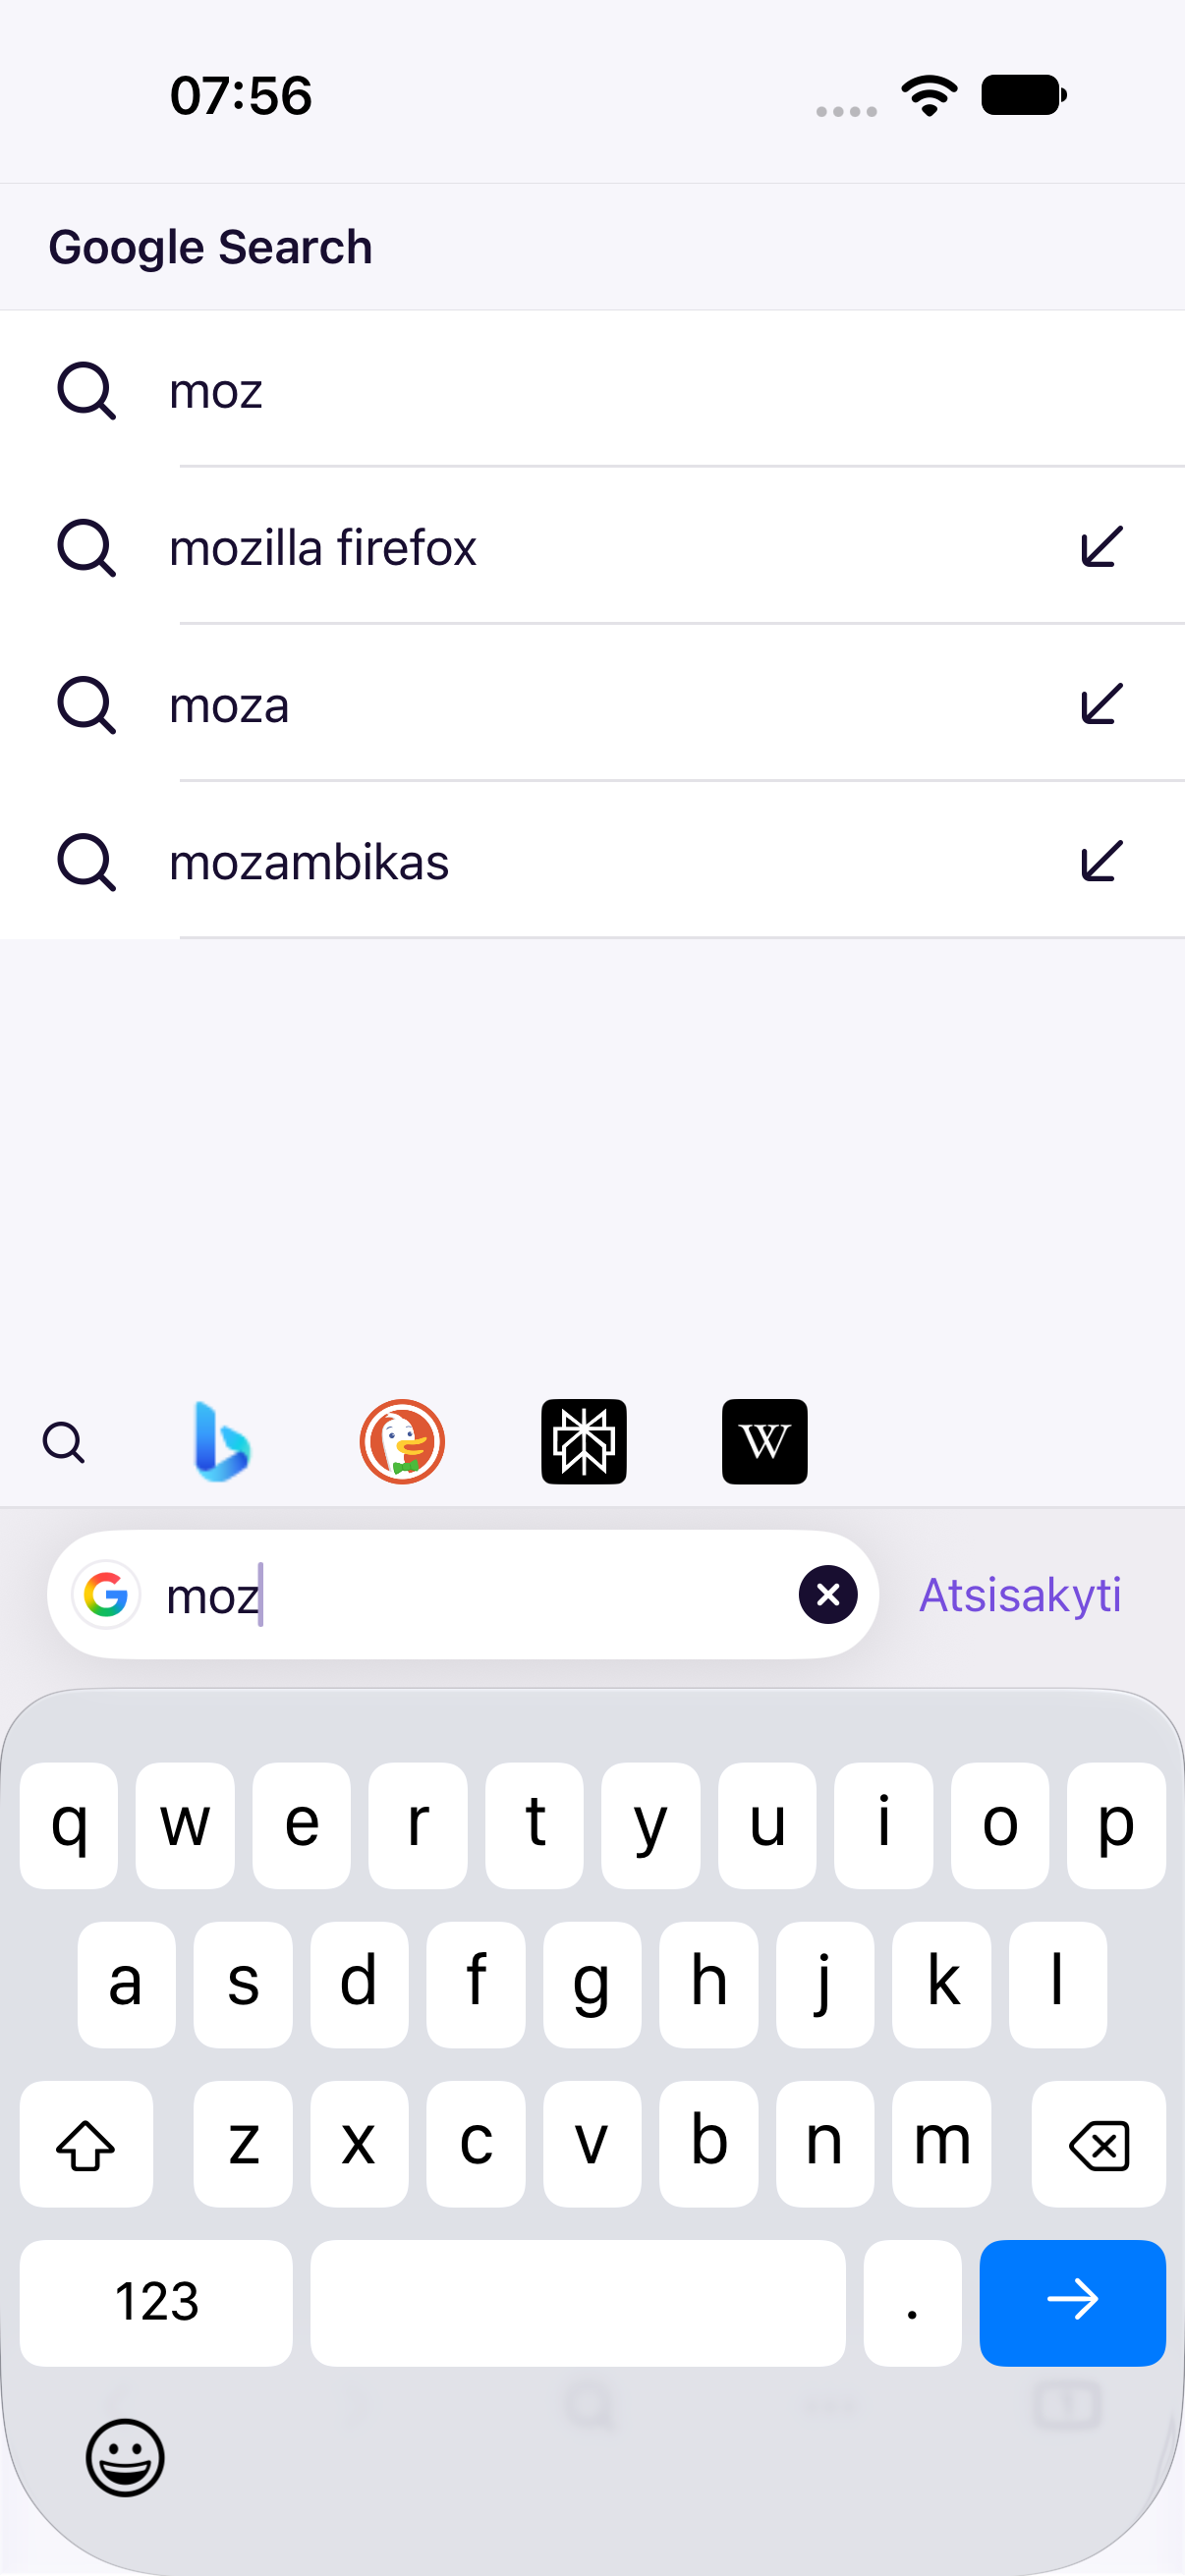 07:56
Google Search
moz
mozilla firefox
moza
mozambikas
W
moz
Atsisakyti
q w e r t y u i o p
a s d f g h j k l
z x c v b n m
123 .